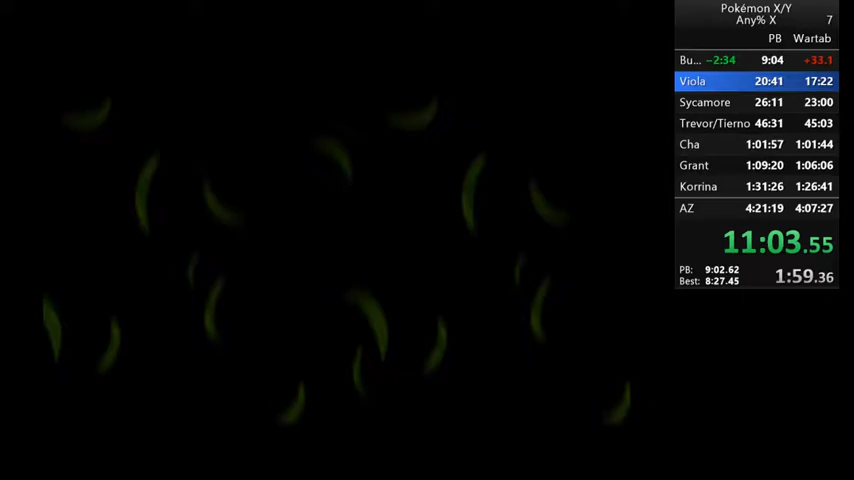 Pokémon X/Y
Any% X 7
PB Wartab
Bu... −2:34 9:04 +33.1
Viola 20:41 17:22
Sycamore 26:11 23:00
Trevor/Tierno 46:31 45:03
Cha 1:01:57 1:01:44
Grant 1:09:20 1:06:06
Korrina 1:31:26 1:26:41
AZ 4:21:19 4:07:27
11:03.55
PB: 9:02.62
Best: 8:27.45
1:59.36